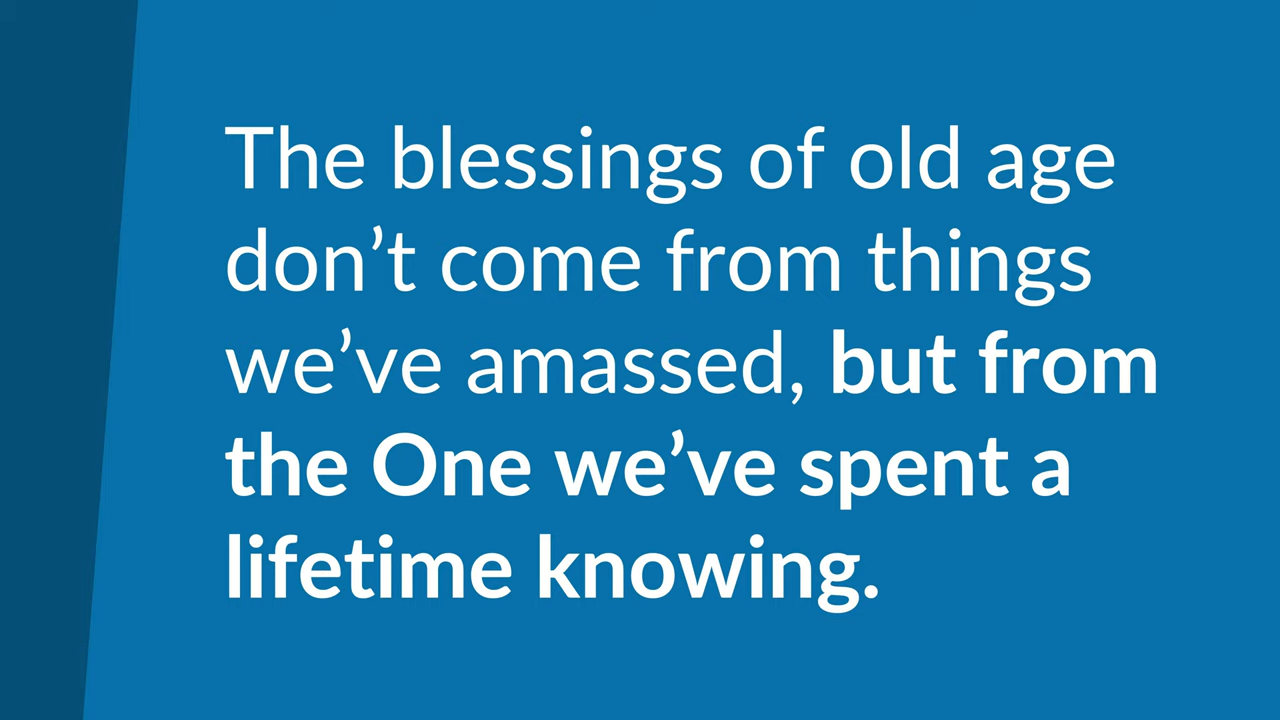 The blessings of old age
don’t come from things
we’ve amassed, but from
the One we’ve spent a
lifetime knowing.